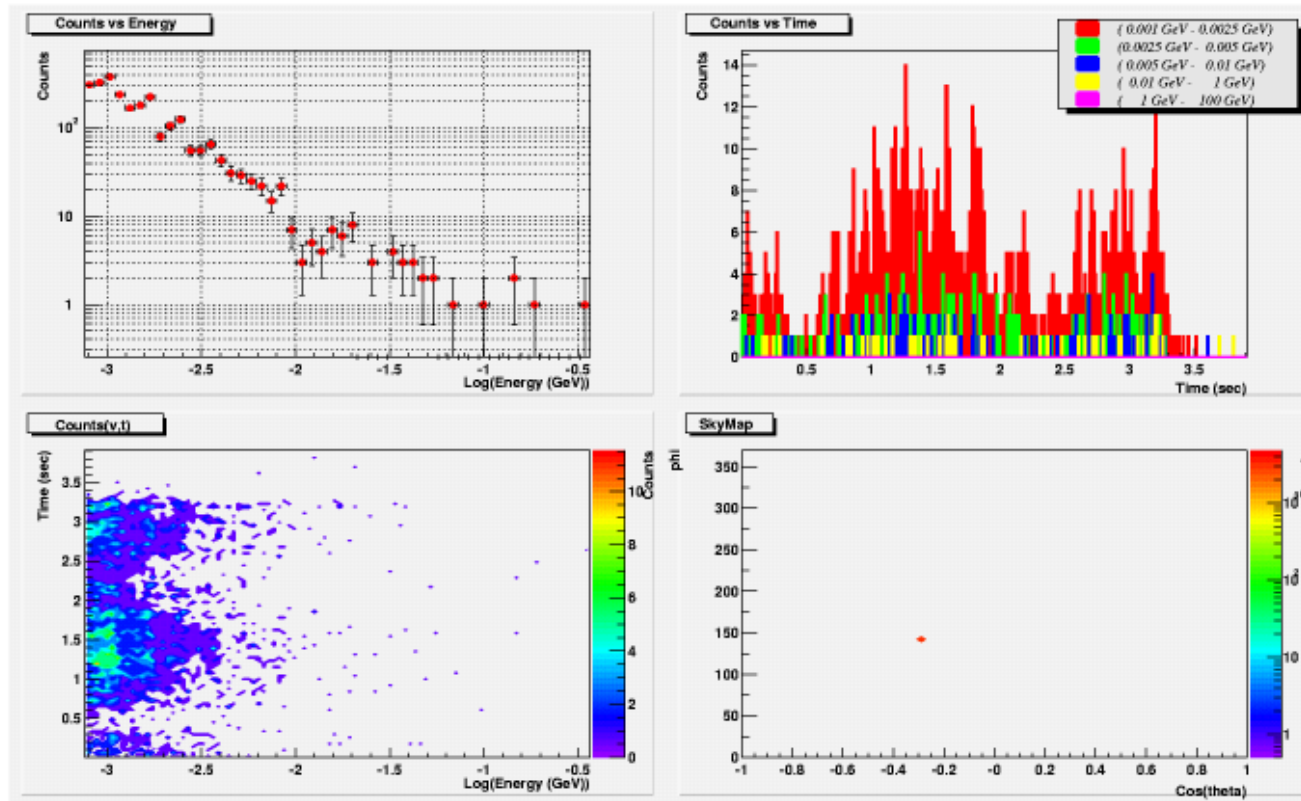 Counts vs Energy
Counts
10²
10
1
-3 -2.5 -2 -1.5 -1 -0.5
Log(Energy (GeV))
Counts vs Time
( 0.001 GeV - 0.0025 GeV)
(0.0025 GeV - 0.005 GeV)
( 0.005 GeV - 0.01 GeV)
( 0.01 GeV - 1 GeV)
( 1 GeV - 100 GeV)
Counts
14
12
10
8
6
4
2
0
0.5 1 1.5 2 2.5 3 3.5
Time (sec)
Counts(v,t)
Time (sec)
3.5
3
2.5
2
1.5
1
0.5
-3 -2.5 -2 -1.5 -1 -0.5
Log(Energy (GeV))
Counts
10
8
6
4
2
0
SkyMap
phi
350
300
250
200
150
100
50
0
-1 -0.8 -0.6 -0.4 -0.2 -0 0.2 0.4 0.6 0.8 1
Cos(theta)
10
1